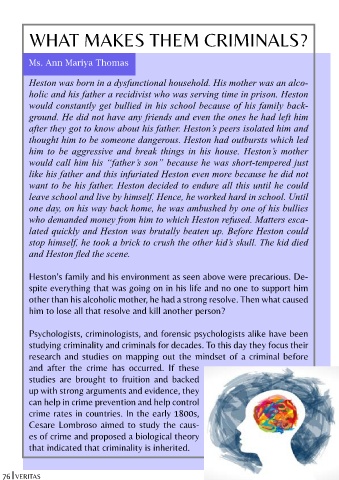 WHAT MAKES THEM CRIMINALS?
Ms. Ann Mariya Thomas
Heston was born in a dysfunctional household. His mother was an alco-
holic and his father a recidivist who was serving time in prison. Heston
would constantly get bullied in his school because of his family back-
ground. He did not have any friends and even the ones he had left him
after they got to know about his father. Heston's peers isolated him and
thought him to be someone dangerous. Heston had outbursts which led
him to be aggressive and break things in his house. Heston's mother
would call him his “father's son” because he was short-tempered just
like his father and this infuriated Heston even more because he did not
want to be his father. Heston decided to endure all this until he could
leave school and live by himself. Hence, he worked hard in school. Until
one day, on his way back home, he was ambushed by one of his bullies
who demanded money from him to which Heston refused. Matters esca-
lated quickly and Heston was brutally beaten up. Before Heston could
stop himself, he took a brick to crush the other kid's skull. The kid died
and Heston fled the scene.
Heston's family and his environment as seen above were precarious. De-
spite everything that was going on in his life and no one to support him
other than his alcoholic mother, he had a strong resolve. Then what caused
him to lose all that resolve and kill another person?
Psychologists, criminologists, and forensic psychologists alike have been
studying criminality and criminals for decades. To this day they focus their
research and studies on mapping out the mindset of a criminal before
and after the crime has occurred. If these
studies are brought to fruition and backed
up with strong arguments and evidence, they
can help in crime prevention and help control
crime rates in countries. In the early 1800s,
Cesare Lombroso aimed to study the caus-
es of crime and proposed a biological theory
that indicated that criminality is inherited.
76 | VERITAS